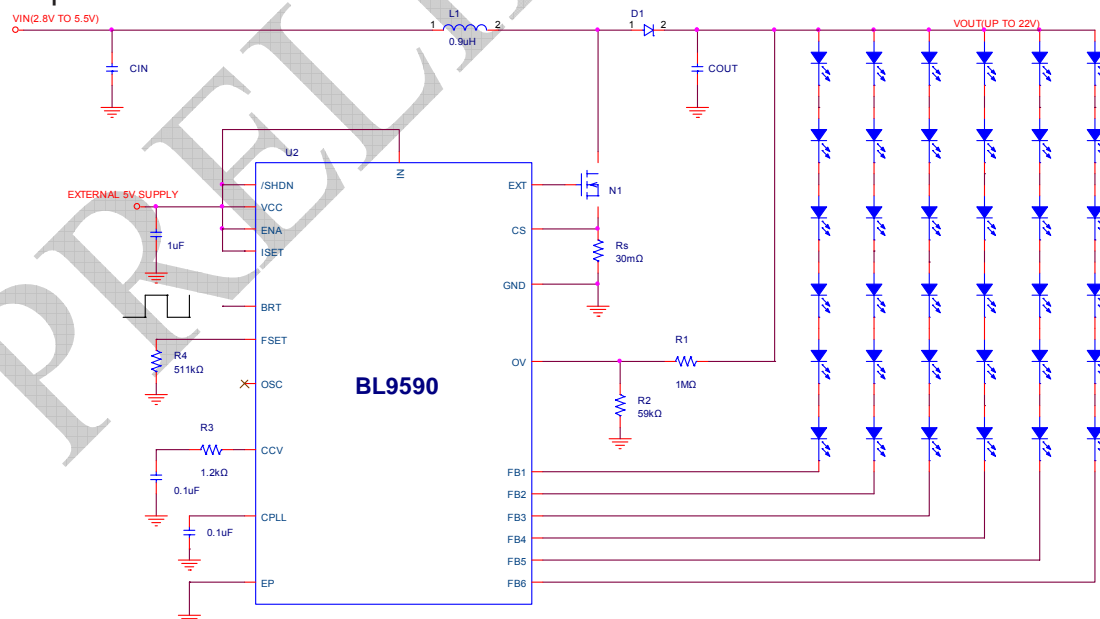 VIN(2.8V TO 5.5V)
L1
1
2
0.9uH
D1
1
2
VOUT(UP TO 22V)
CIN
COUT
PREL
U2
IN
/SHDN
EXT
N1
EXTERNAL 5V SUPPLY
VCC
ENA
CS
1uF
ISET
Rs
30mΩ
GND
BRT
FSET
R4
511kΩ
OV
R1
1MΩ
OSC
BL9590
R2
59kΩ
R3
1.2kΩ
CCV
0.1uF
FB1
FB2
CPLL
0.1uF
FB3
FB4
FB5
EP
FB6